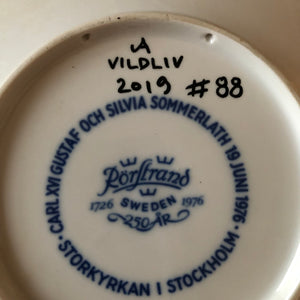 A
VILDLIV
2019 #88
CARL XVI GUSTAF OCH SILVIA SOMMERLATH 19 JUNI 1976
• STORKYRKAN I STOCKHOLM •
Rörstrand
SWEDEN
1726 1976
250 ÅR